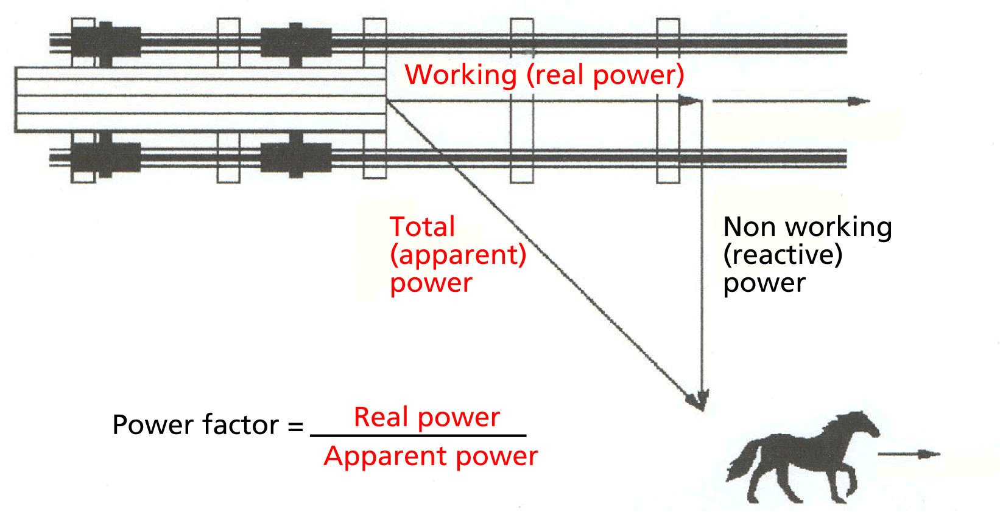 Working (real power)
Total
(apparent)
power
Non working
(reactive)
power
Power factor =
Real power
Apparent power